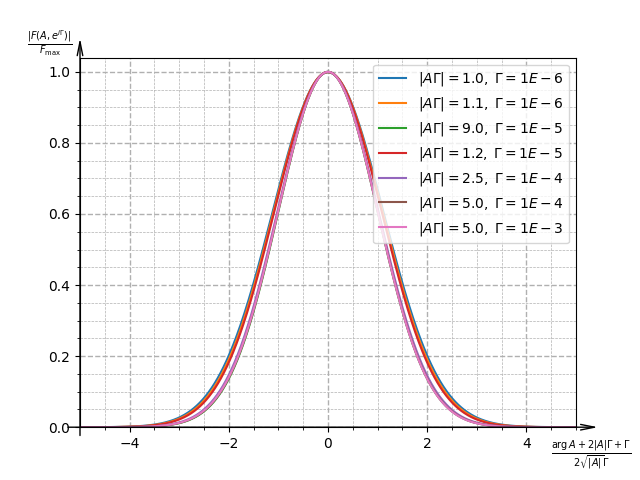 |F(A, e^{iΓ})|
F_max
1.0
0.8
0.6
0.4
0.2
0.0
|AΓ| = 1.0, Γ = 1E − 6
|AΓ| = 1.1, Γ = 1E − 6
|AΓ| = 9.0, Γ = 1E − 5
|AΓ| = 1.2, Γ = 1E − 5
|AΓ| = 2.5, Γ = 1E − 4
|AΓ| = 5.0, Γ = 1E − 4
|AΓ| = 5.0, Γ = 1E − 3
−4 −2 0 2 4
arg A + 2|A|Γ + Γ
2√|A| Γ